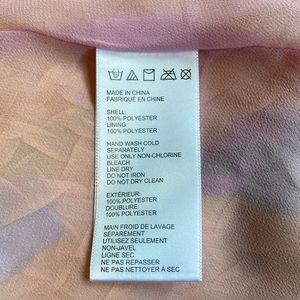 MADE IN CHINA
FABRIQUÉ EN CHINE
SHELL:
100% POLYESTER
LINING:
100% POLYESTER
HAND WASH COLD
SEPARATELY
USE ONLY NON-CHLORINE
BLEACH
LINE DRY
DO NOT IRON
DO NOT DRY CLEAN
EXTÉRIEUR:
100% POLYESTER
DOUBLURE:
100% POLYESTER
MAIN FROID DE LAVAGE
SÉPARÉMENT
UTILISEZ SEULEMENT
NON-JAVEL
LIGNE SEC
NE PAS REPASSER
NE PAS NETTOYER À SEC